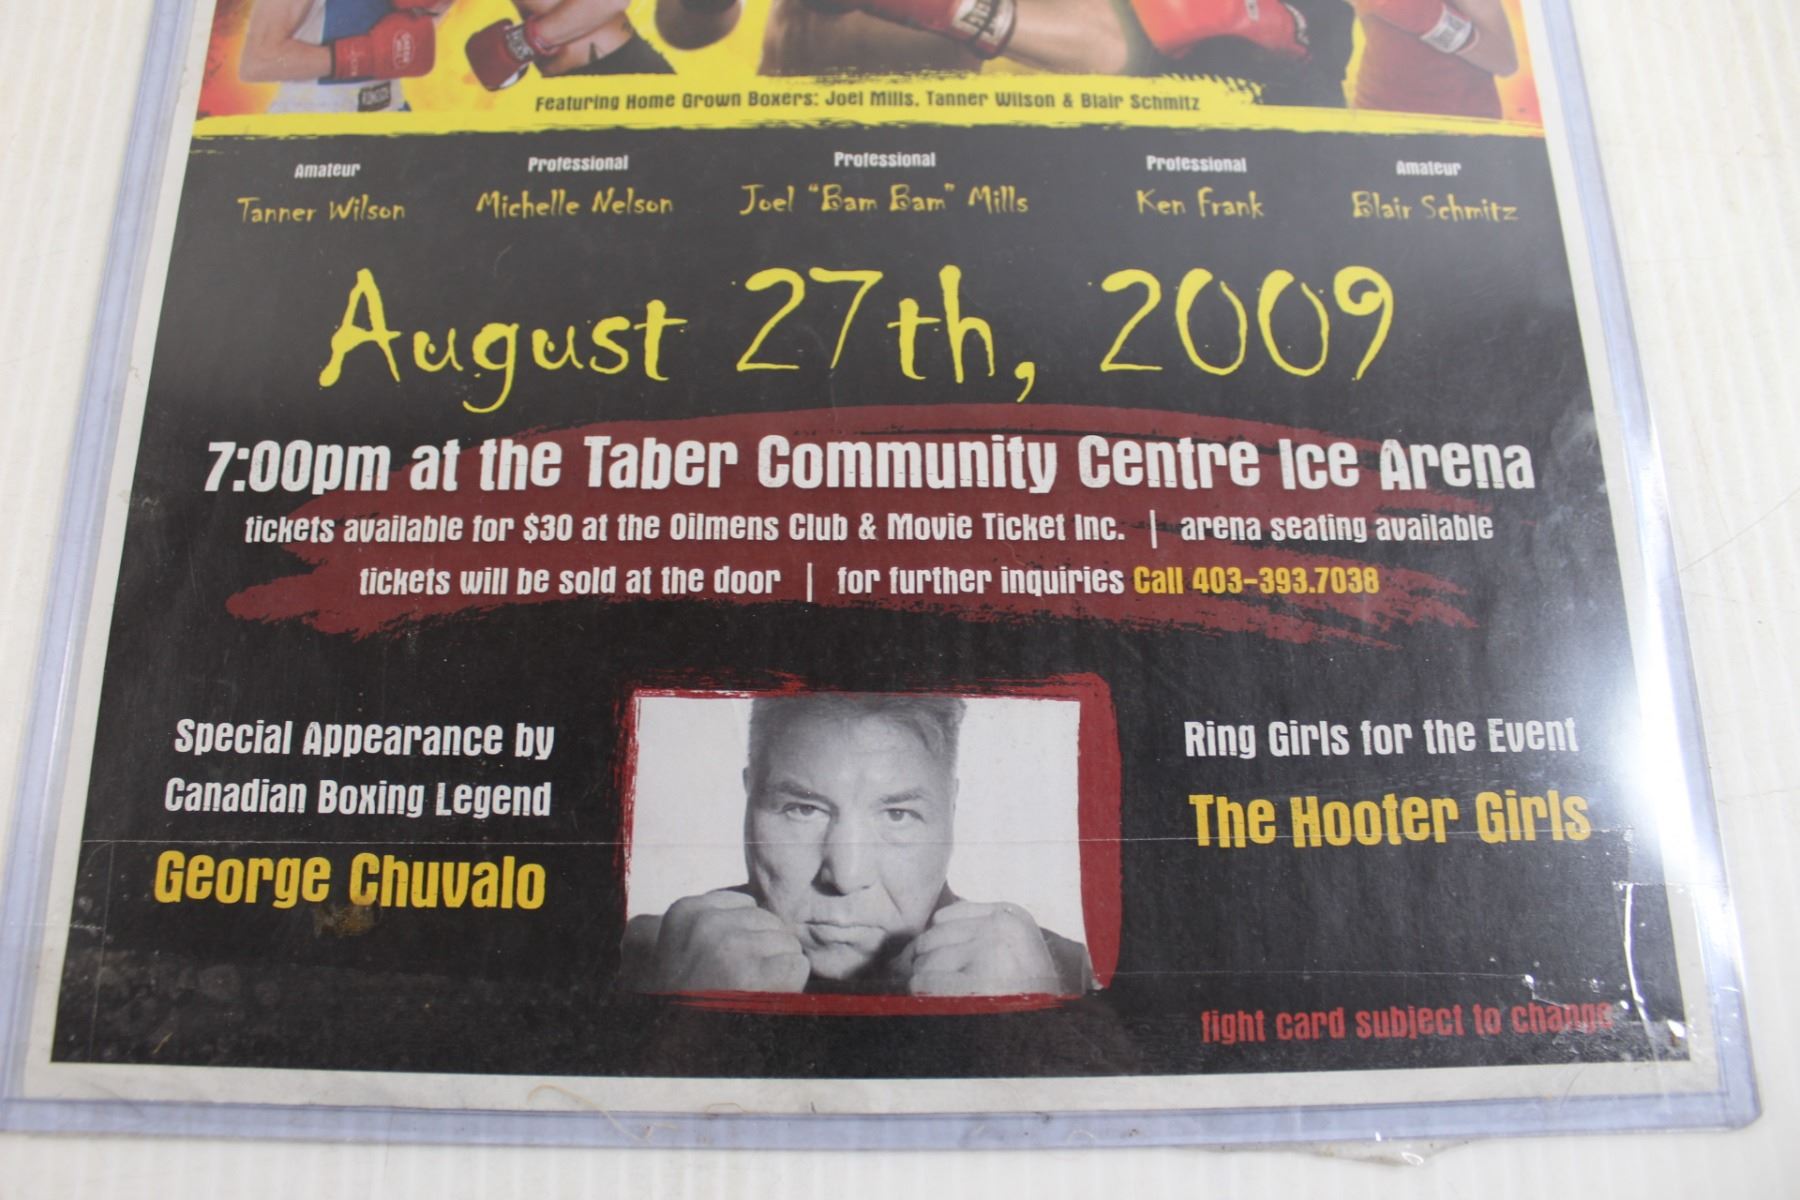 Featuring Home Grown Boxers: Joel Mills, Tanner Wilson & Blair Schmitz
Amateur
Tanner Wilson
Professional
Michelle Nelson
Professional
Joel "Bam Bam" Mills
Professional
Ken Frank
Amateur
Blair Schmitz
August 27th, 2009
7:00pm at the Taber Community Centre Ice Arena
tickets available for $30 at the Oilmens Club & Movie Ticket Inc. | arena seating available
tickets will be sold at the door | for further inquiries Call 403-393.7038
Special Appearance by
Canadian Boxing Legend
George Chuvalo
Ring Girls for the Event
The Hooter Girls
fight card subject to change